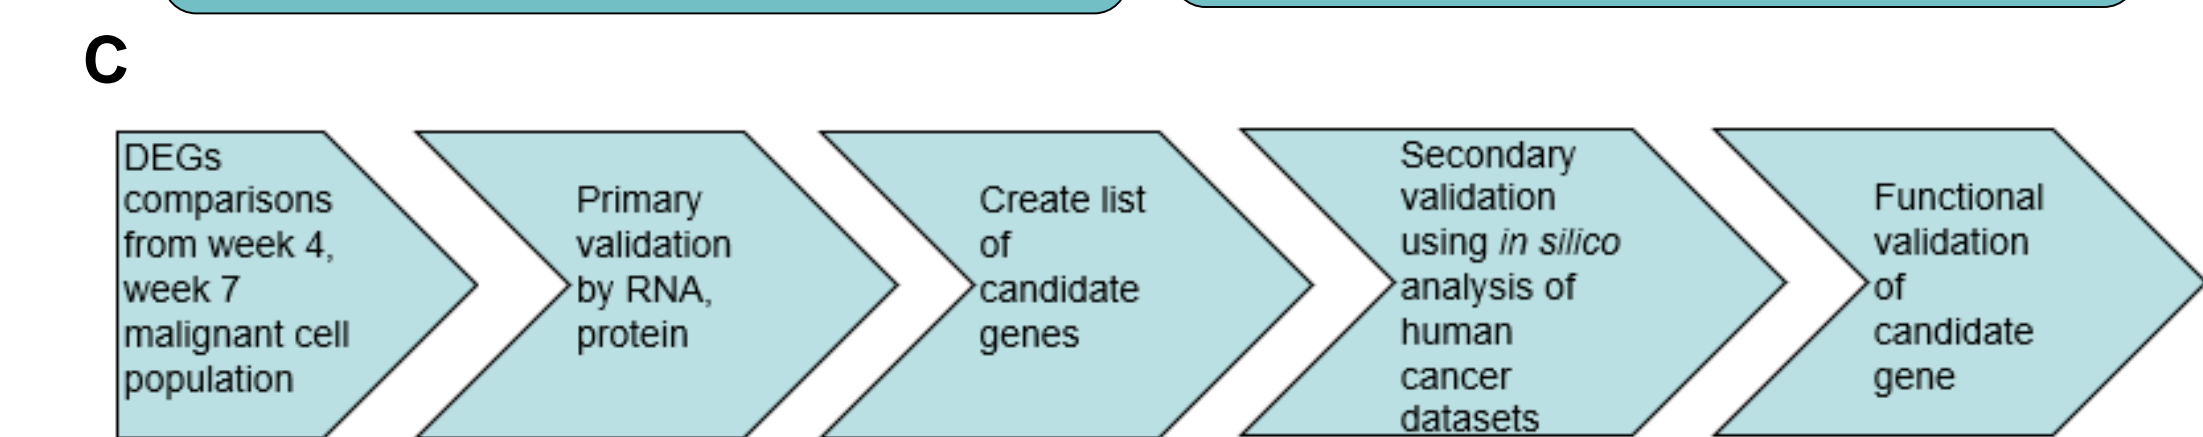 C
DEGs
comparisons
from week 4,
week 7
malignant cell
population
Primary
validation
by RNA,
protein
Create list
of
candidate
genes
Secondary
validation
using in silico
analysis of
human
cancer
datasets
Functional
validation
of
candidate
gene